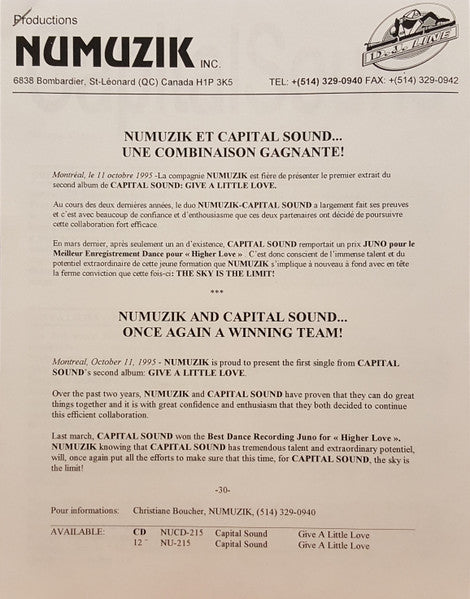 Productions
NUMUZIK INC.
D.J. LINE
6838 Bombardier, St-Léonard (QC) Canada H1P 3K5
TEL: +(514) 329-0940 FAX: +(514) 329-0942
NUMUZIK ET CAPITAL SOUND...
UNE COMBINAISON GAGNANTE!
Montréal, le 11 octobre 1995 -La compagnie NUMUZIK est fière de présenter le premier extrait du
second album de CAPITAL SOUND: GIVE A LITTLE LOVE.
Au cours des deux dernières années, le duo NUMUZIK-CAPITAL SOUND a largement fait ses preuves
et c'est avec beaucoup de confiance et d'enthousiasme que ces deux partenaires ont décidé de poursuivre
cette collaboration fort efficace.
En mars dernier, après seulement un an d'existence, CAPITAL SOUND remportait un prix JUNO pour le
Meilleur Enregistrement Dance pour « Higher Love » . C'est donc conscient de l'immense talent et du
potentiel extraordinaire de cette jeune formation que NUMUZIK s'implique à nouveau à fond avec en tête
la ferme conviction que cette fois-ci: THE SKY IS THE LIMIT!
***
NUMUZIK AND CAPITAL SOUND...
ONCE AGAIN A WINNING TEAM!
Montreal, October 11, 1995 - NUMUZIK is proud to present the first single from CAPITAL
SOUND's second album: GIVE A LITTLE LOVE.
Over the past two years, NUMUZIK and CAPITAL SOUND have proven that they can do great
things together and it is with great confidence and enthusiasm that they both decided to continue
this efficient collaboration.
Last march, CAPITAL SOUND won the Best Dance Recording Juno for « Higher Love ».
NUMUZIK knowing that CAPITAL SOUND has tremendous talent and extraordinary potential,
will, once again put all the efforts to make sure that this time, for CAPITAL SOUND, the sky is
the limit!
-30-
Pour informations: Christiane Boucher, NUMUZIK, (514) 329-0940
AVAILABLE: CD NUCD-215 Capital Sound Give A Little Love
12" NU-215 Capital Sound Give A Little Love